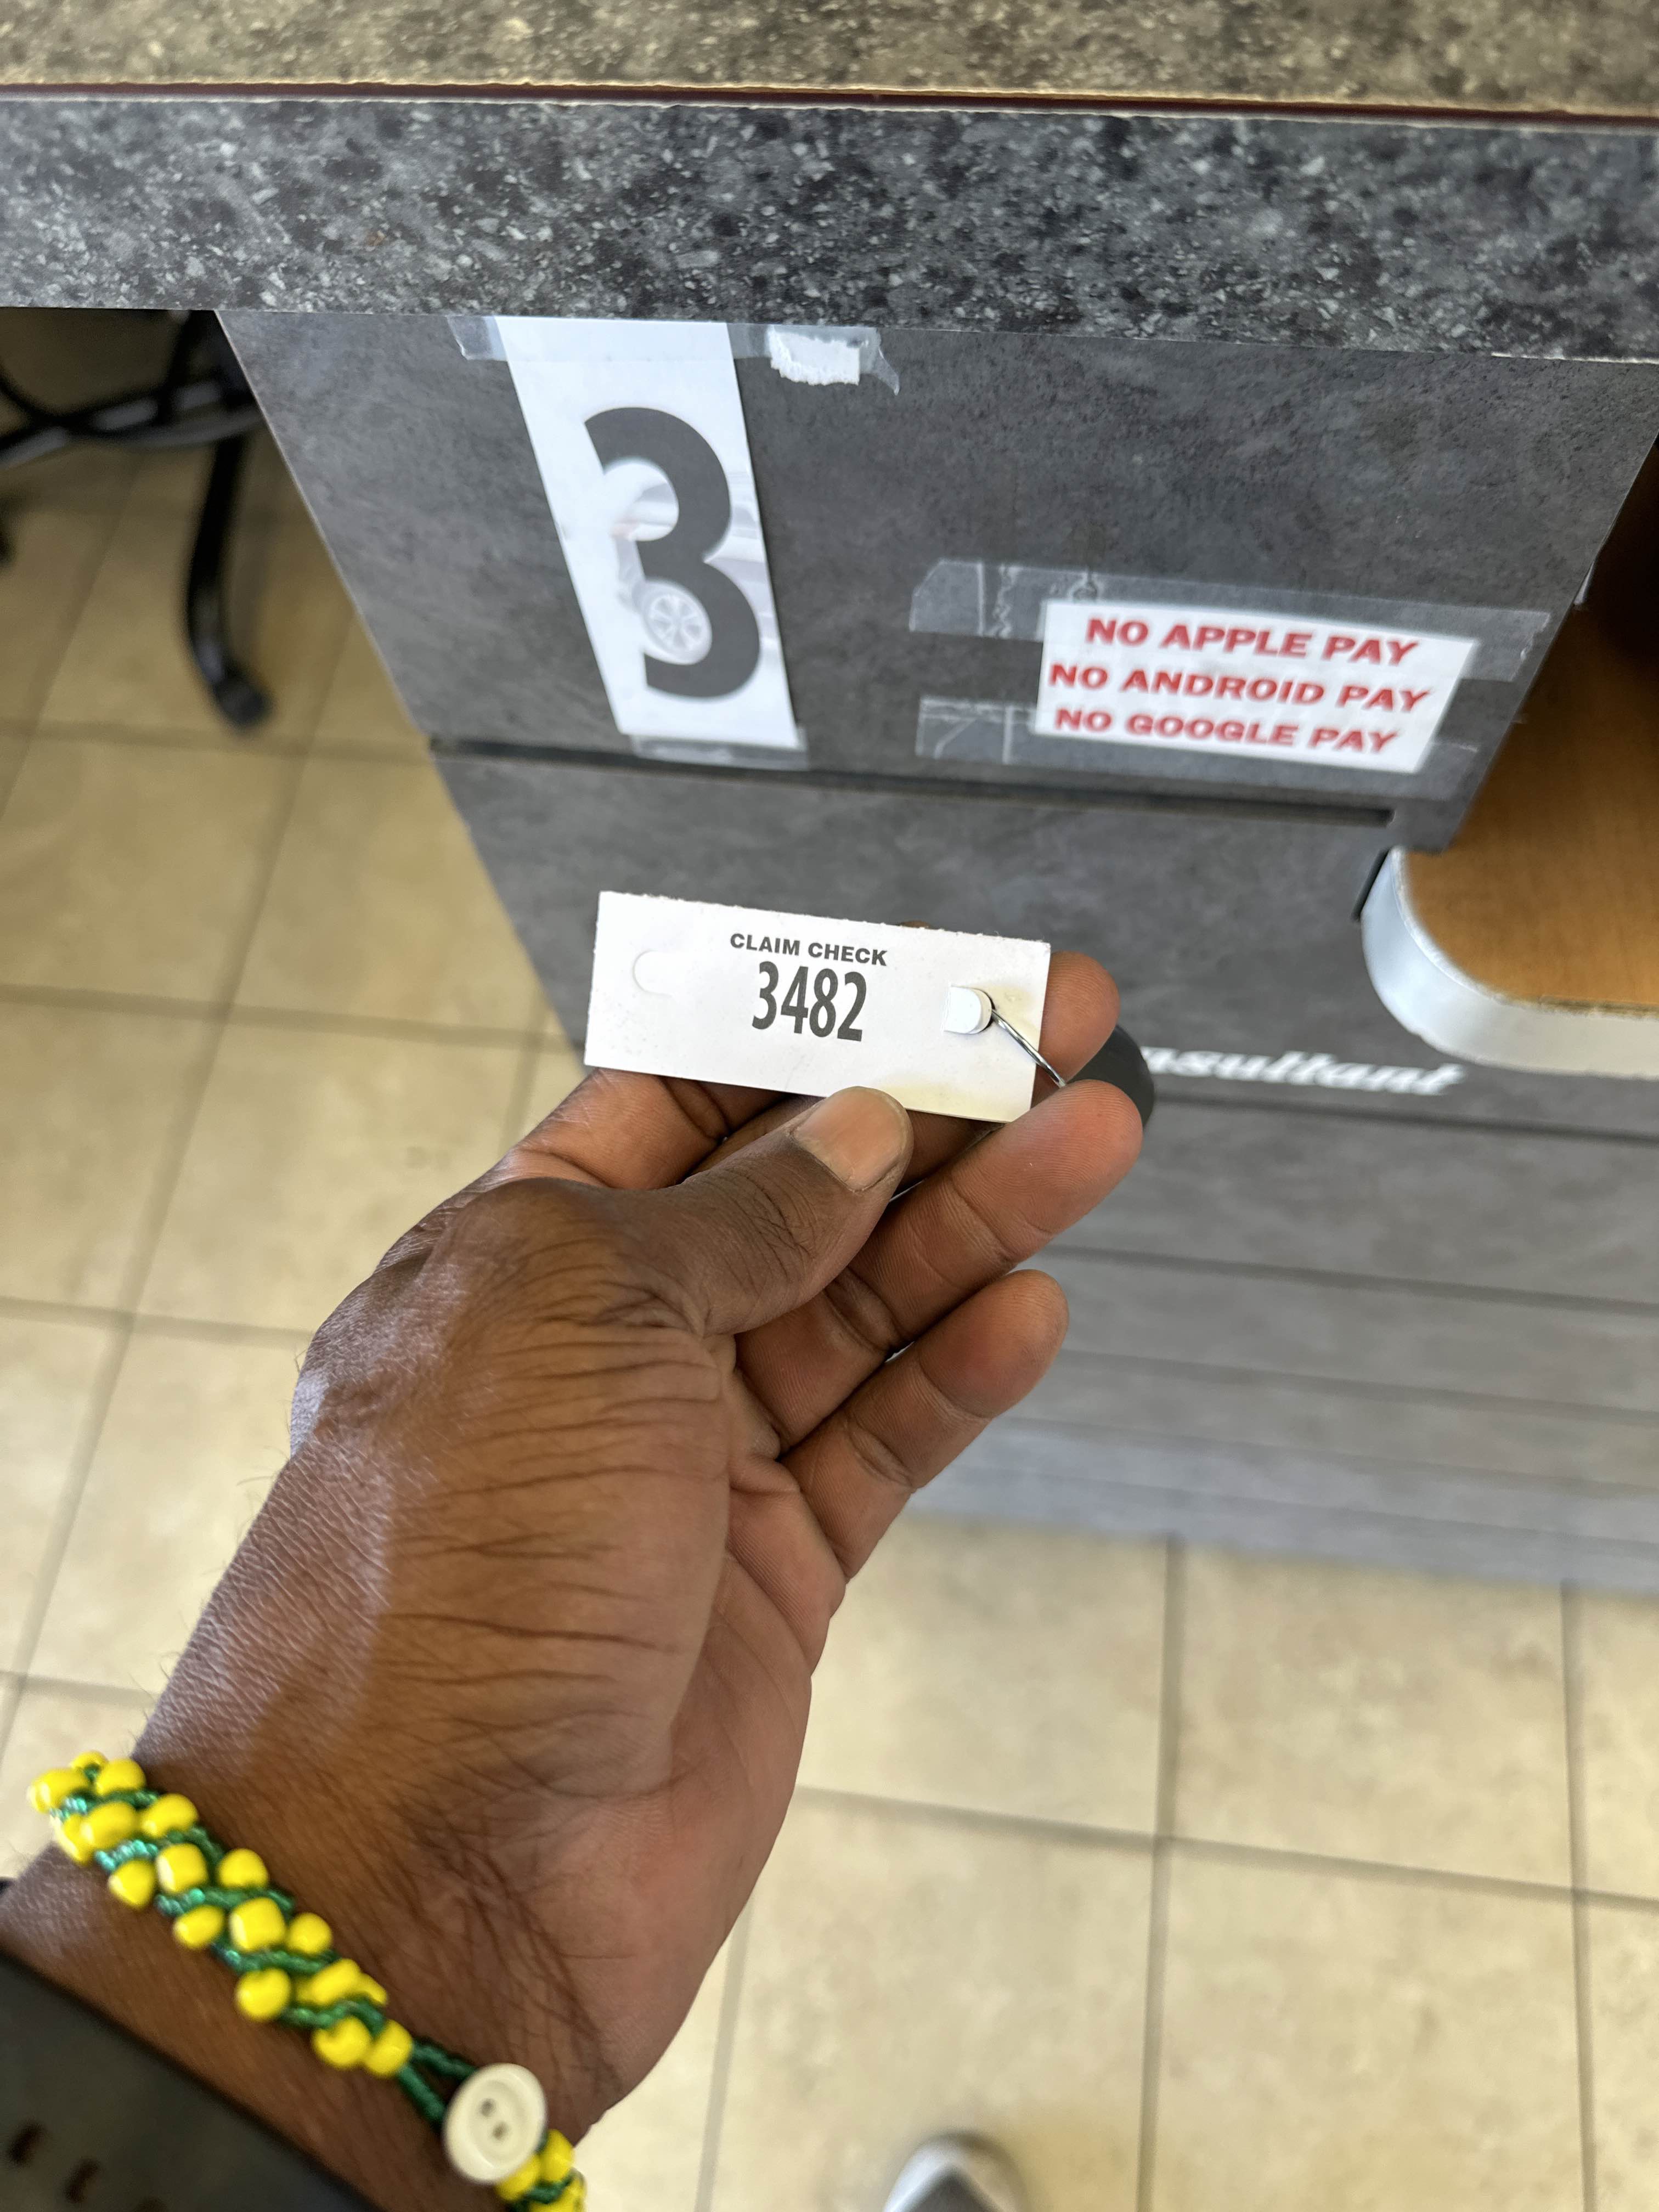 3
NO APPLE PAY
NO ANDROID PAY
NO GOOGLE PAY
CLAIM CHECK
3482